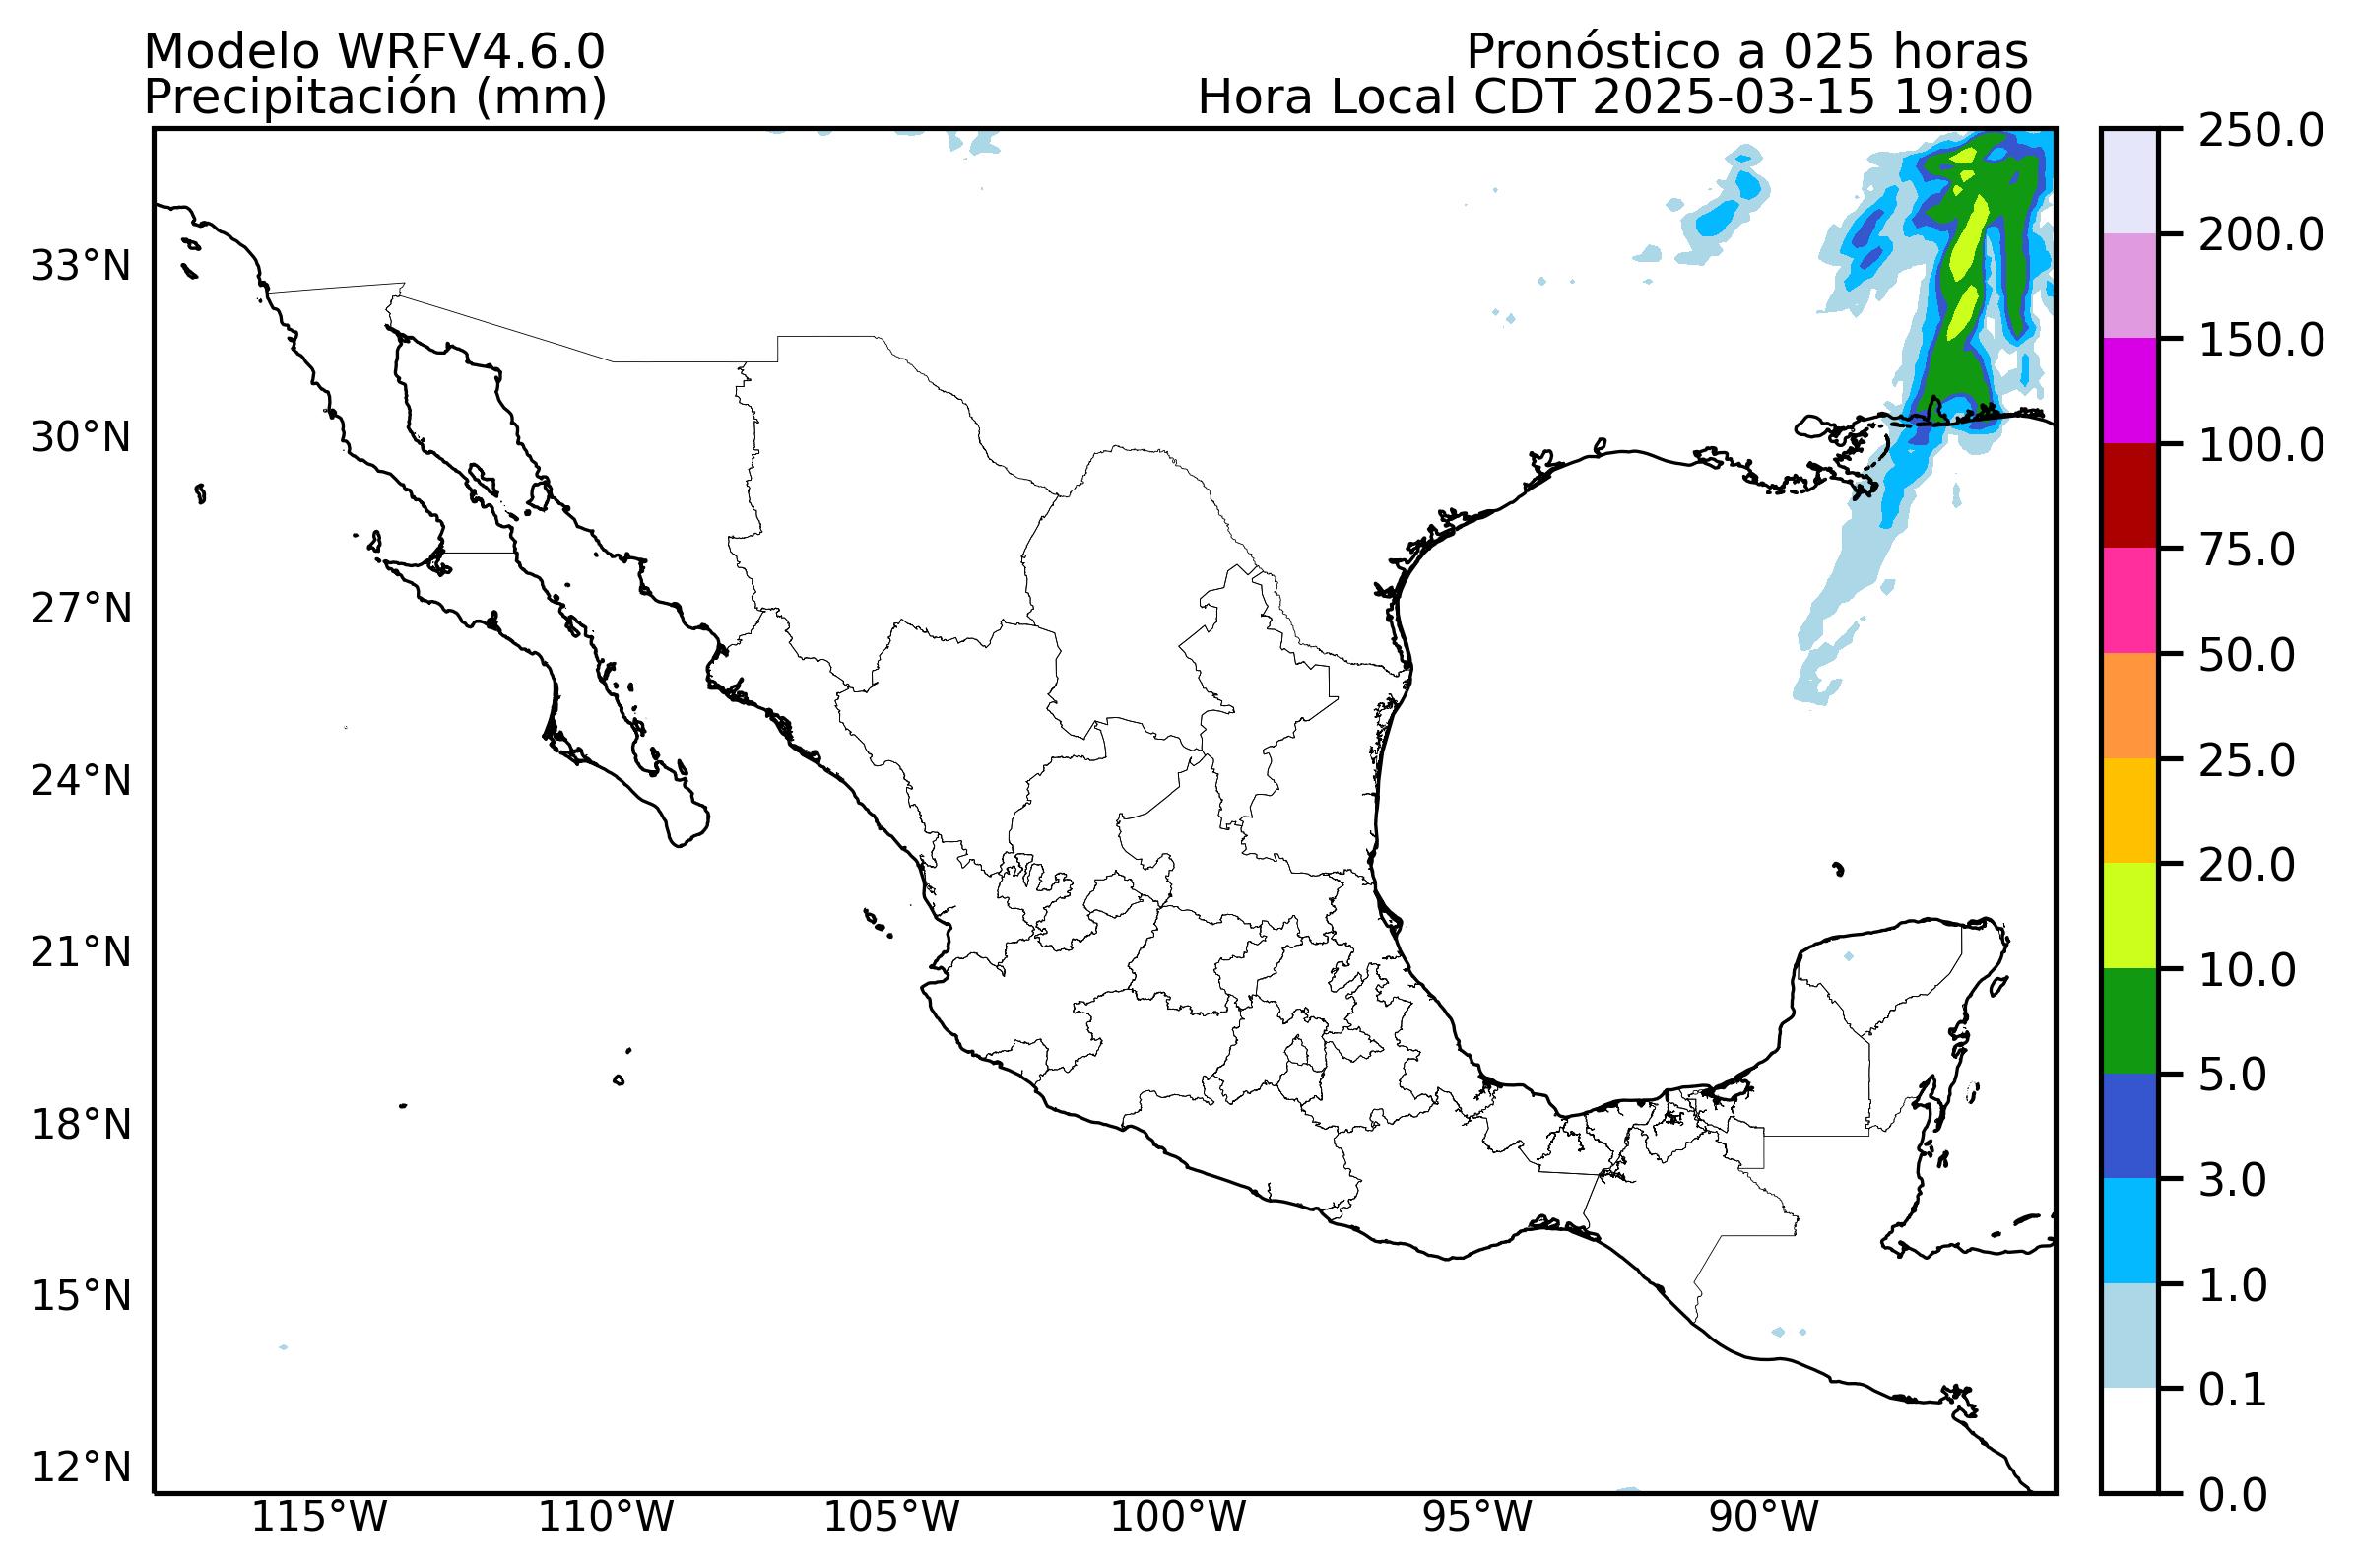 Modelo WRFV4.6.0
Pronóstico a 025 horas
Precipitación (mm)
Hora Local CDT 2025-03-15 19:00
33°N
30°N
27°N
24°N
21°N
18°N
15°N
12°N
115°W
110°W
105°W
100°W
95°W
90°W
250.0
200.0
150.0
100.0
75.0
50.0
25.0
20.0
10.0
5.0
3.0
1.0
0.1
0.0